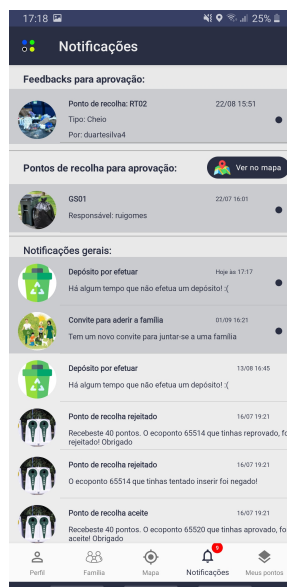 17:18 25%
Notificações
Feedbacks para aprovação:
Ponto de recolha: RT02 22/08 15:51
Tipo: Cheio
Por: duartesilva4
Pontos de recolha para aprovação: Ver no mapa
GS01 22/07 16:01
Responsável: ruigomes
Notificações gerais:
Depósito por efetuar Hoje às 17:17
Há algum tempo que não efetua um depósito! :(
Convite para aderir a família 01/09 16:21
Tem um novo convite para juntar-se a uma família
Depósito por efetuar 13/08 16:45
Há algum tempo que não efetua um depósito! :(
Ponto de recolha rejeitado 16/07 19:21
Recebeste 40 pontos. O ecoponto 65514 que tinhas reprovado, fo
rejeitado! Obrigado
Ponto de recolha rejeitado 16/07 19:21
O ecoponto 65514 que tinhas tentado inserir foi negado!
Ponto de recolha aceite 16/07 19:21
Recebeste 40 pontos. O ecoponto 65520 que tinhas aprovado, fo
aceite! Obrigado
9
Perfil Família Mapa Notificações Meus pontos